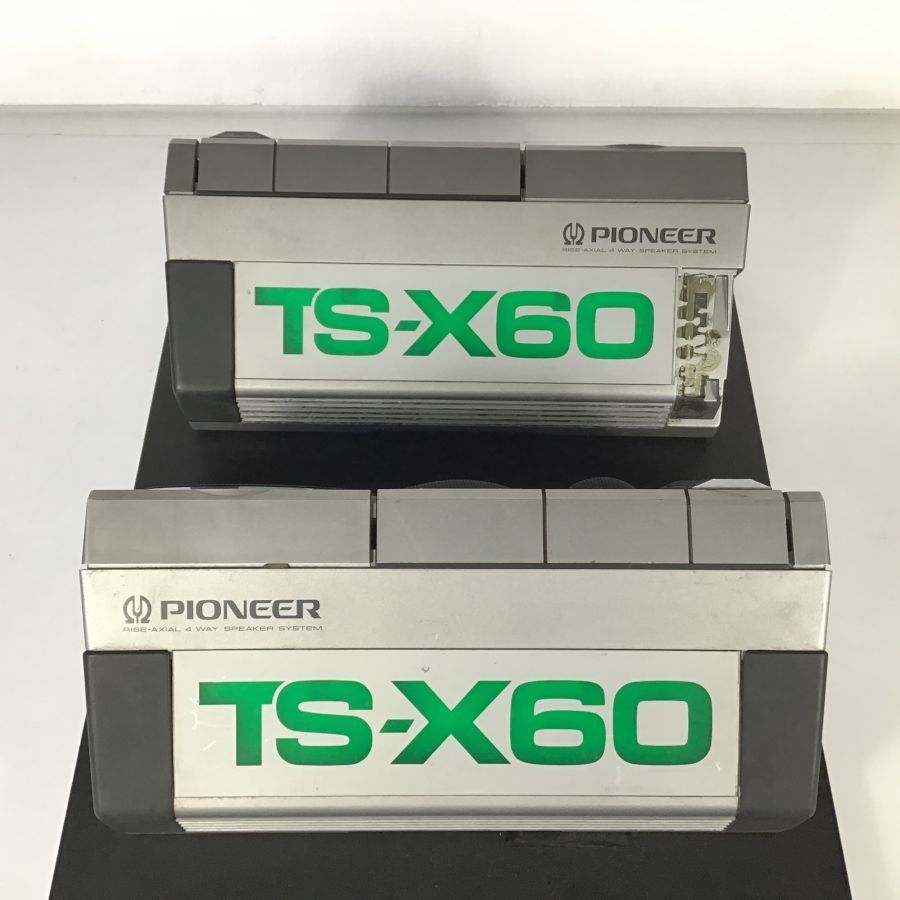 PIONEER
RISE-AXIAL 4 WAY SPEAKER SYSTEM
TS-X60
PIONEER
RISE-AXIAL 4 WAY SPEAKER SYSTEM
TS-X60